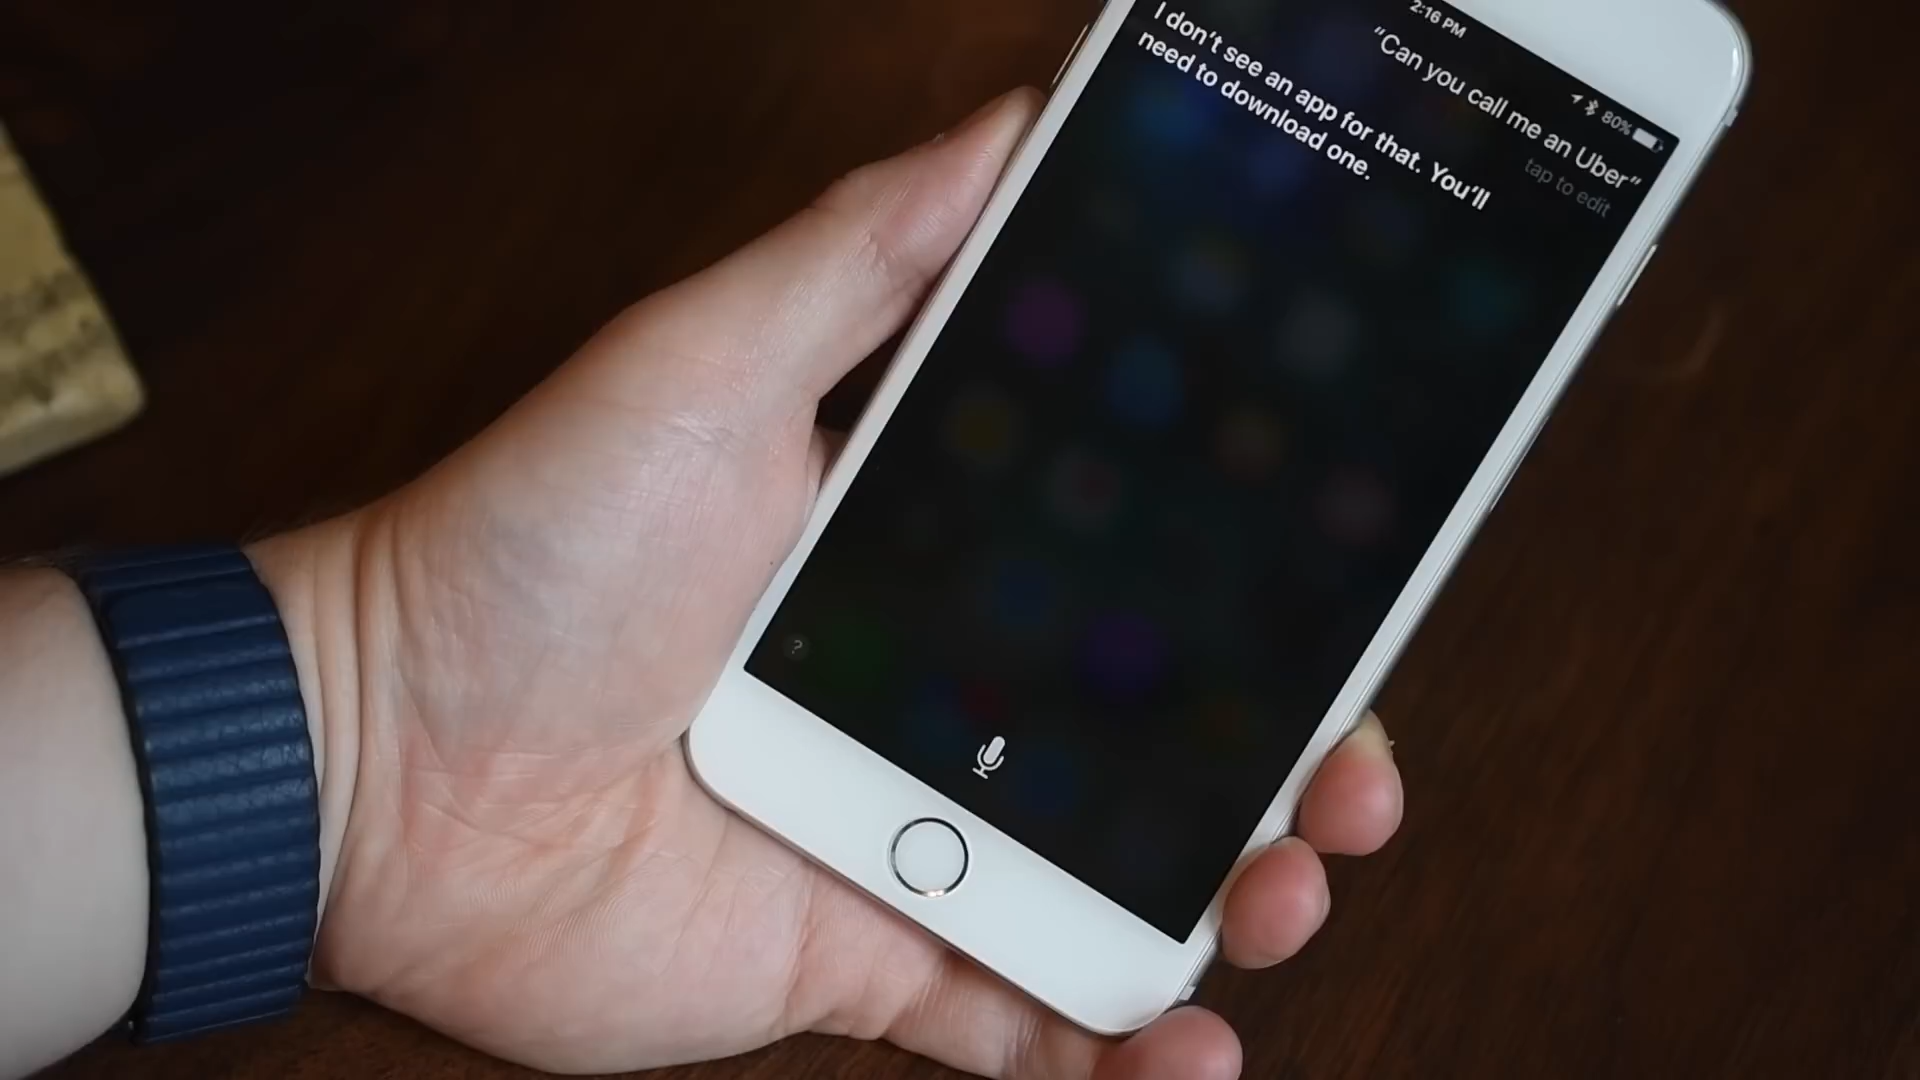 2:16 PM
80%
“Can you call me an Uber”
tap to edit
I don’t see an app for that. You’ll
need to download one.
?